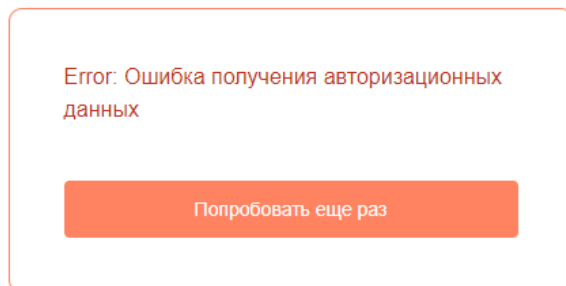 Error: Ошибка получения авторизационных
данных
Попробовать еще раз